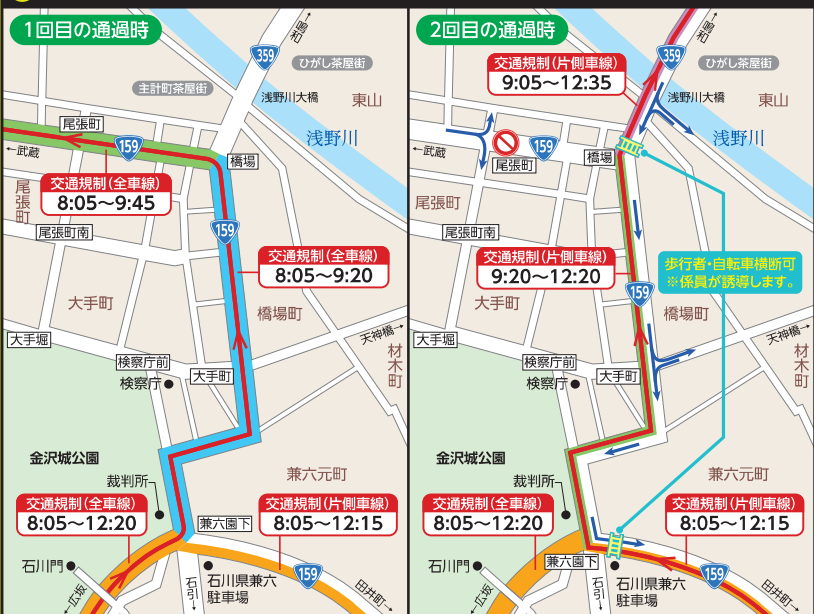 1回目の通過時
鳴和
359
ひがし茶屋街
主計町茶屋街
浅野川大橋
東山
尾張町
159
浅野川
←武蔵
橋場
交通規制(全車線)
8:05〜9:45
尾張町
159
尾張町南
交通規制(全車線)
8:05〜9:20
大手町
橋場町
天神橋→
大手堀
検察庁前
材木町
検察庁
大手町
金沢城公園
兼六元町
裁判所
交通規制(全車線)
8:05〜12:20
兼六園下
交通規制(片側車線)
8:05〜12:15
石川門
石川県兼六
駐車場
159
←広坂
石引→
田井町→
2回目の通過時
鳴和
359
交通規制(片側車線)
9:05〜12:35
ひがし茶屋街
浅野川大橋
東山
浅野川
←武蔵
159
尾張町
橋場
尾張町
尾張町南
交通規制(片側車線)
9:20〜12:20
歩行者・自転車横断可
※係員が誘導します。
159
大手町
橋場町
天神橋→
大手堀
検察庁前
材木町
検察庁
大手町
金沢城公園
兼六元町
裁判所
交通規制(全車線)
8:05〜12:20
交通規制(片側車線)
8:05〜12:15
兼六園下
石川門
石川県兼六
駐車場
159
←広坂
石引→
田井町→